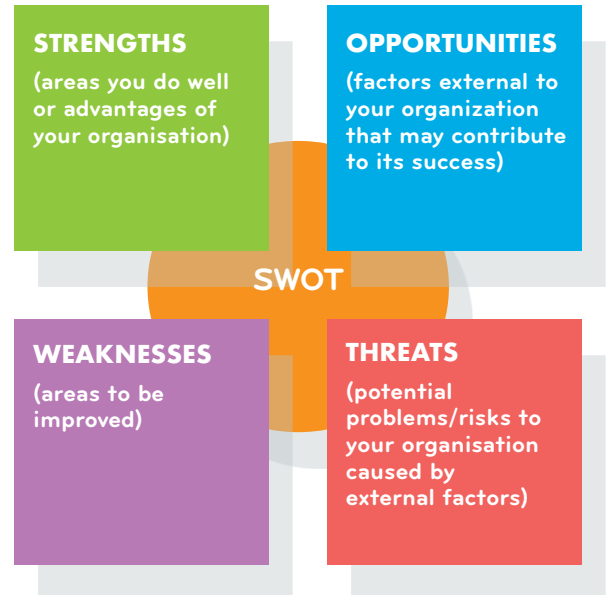 STRENGTHS
(areas you do well
or advantages of
your organisation)
OPPORTUNITIES
(factors external to
your organization
that may contribute
to its success)
SWOT
WEAKNESSES
(areas to be
improved)
THREATS
(potential
problems/risks to
your organisation
caused by
external factors)